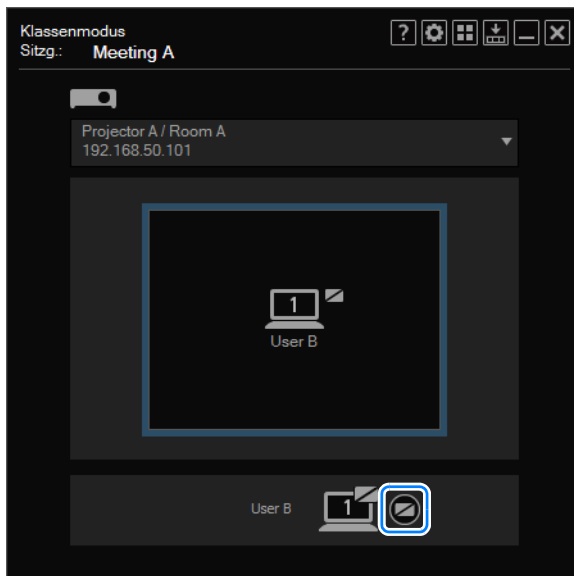 Klassenmodus
Sitzg.: Meeting A
?
Projector A / Room A
192.168.50.101
1
User B
User B
1